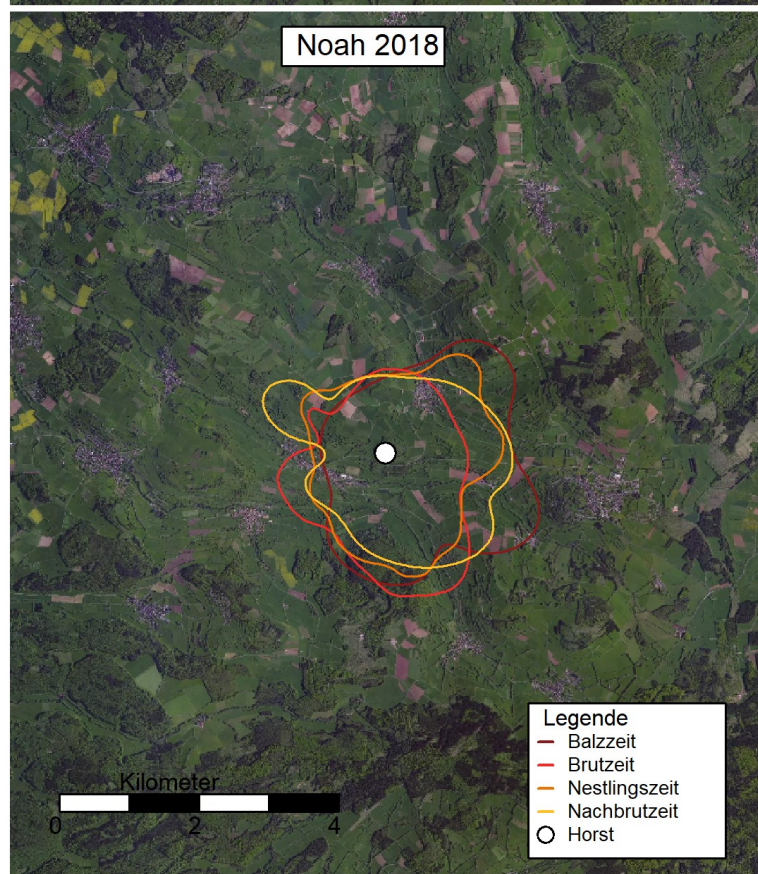 Noah 2018
Legende
Balzzeit
Brutzeit
Nestlingszeit
Nachbrutzeit
Horst
Kilometer
0 2 4